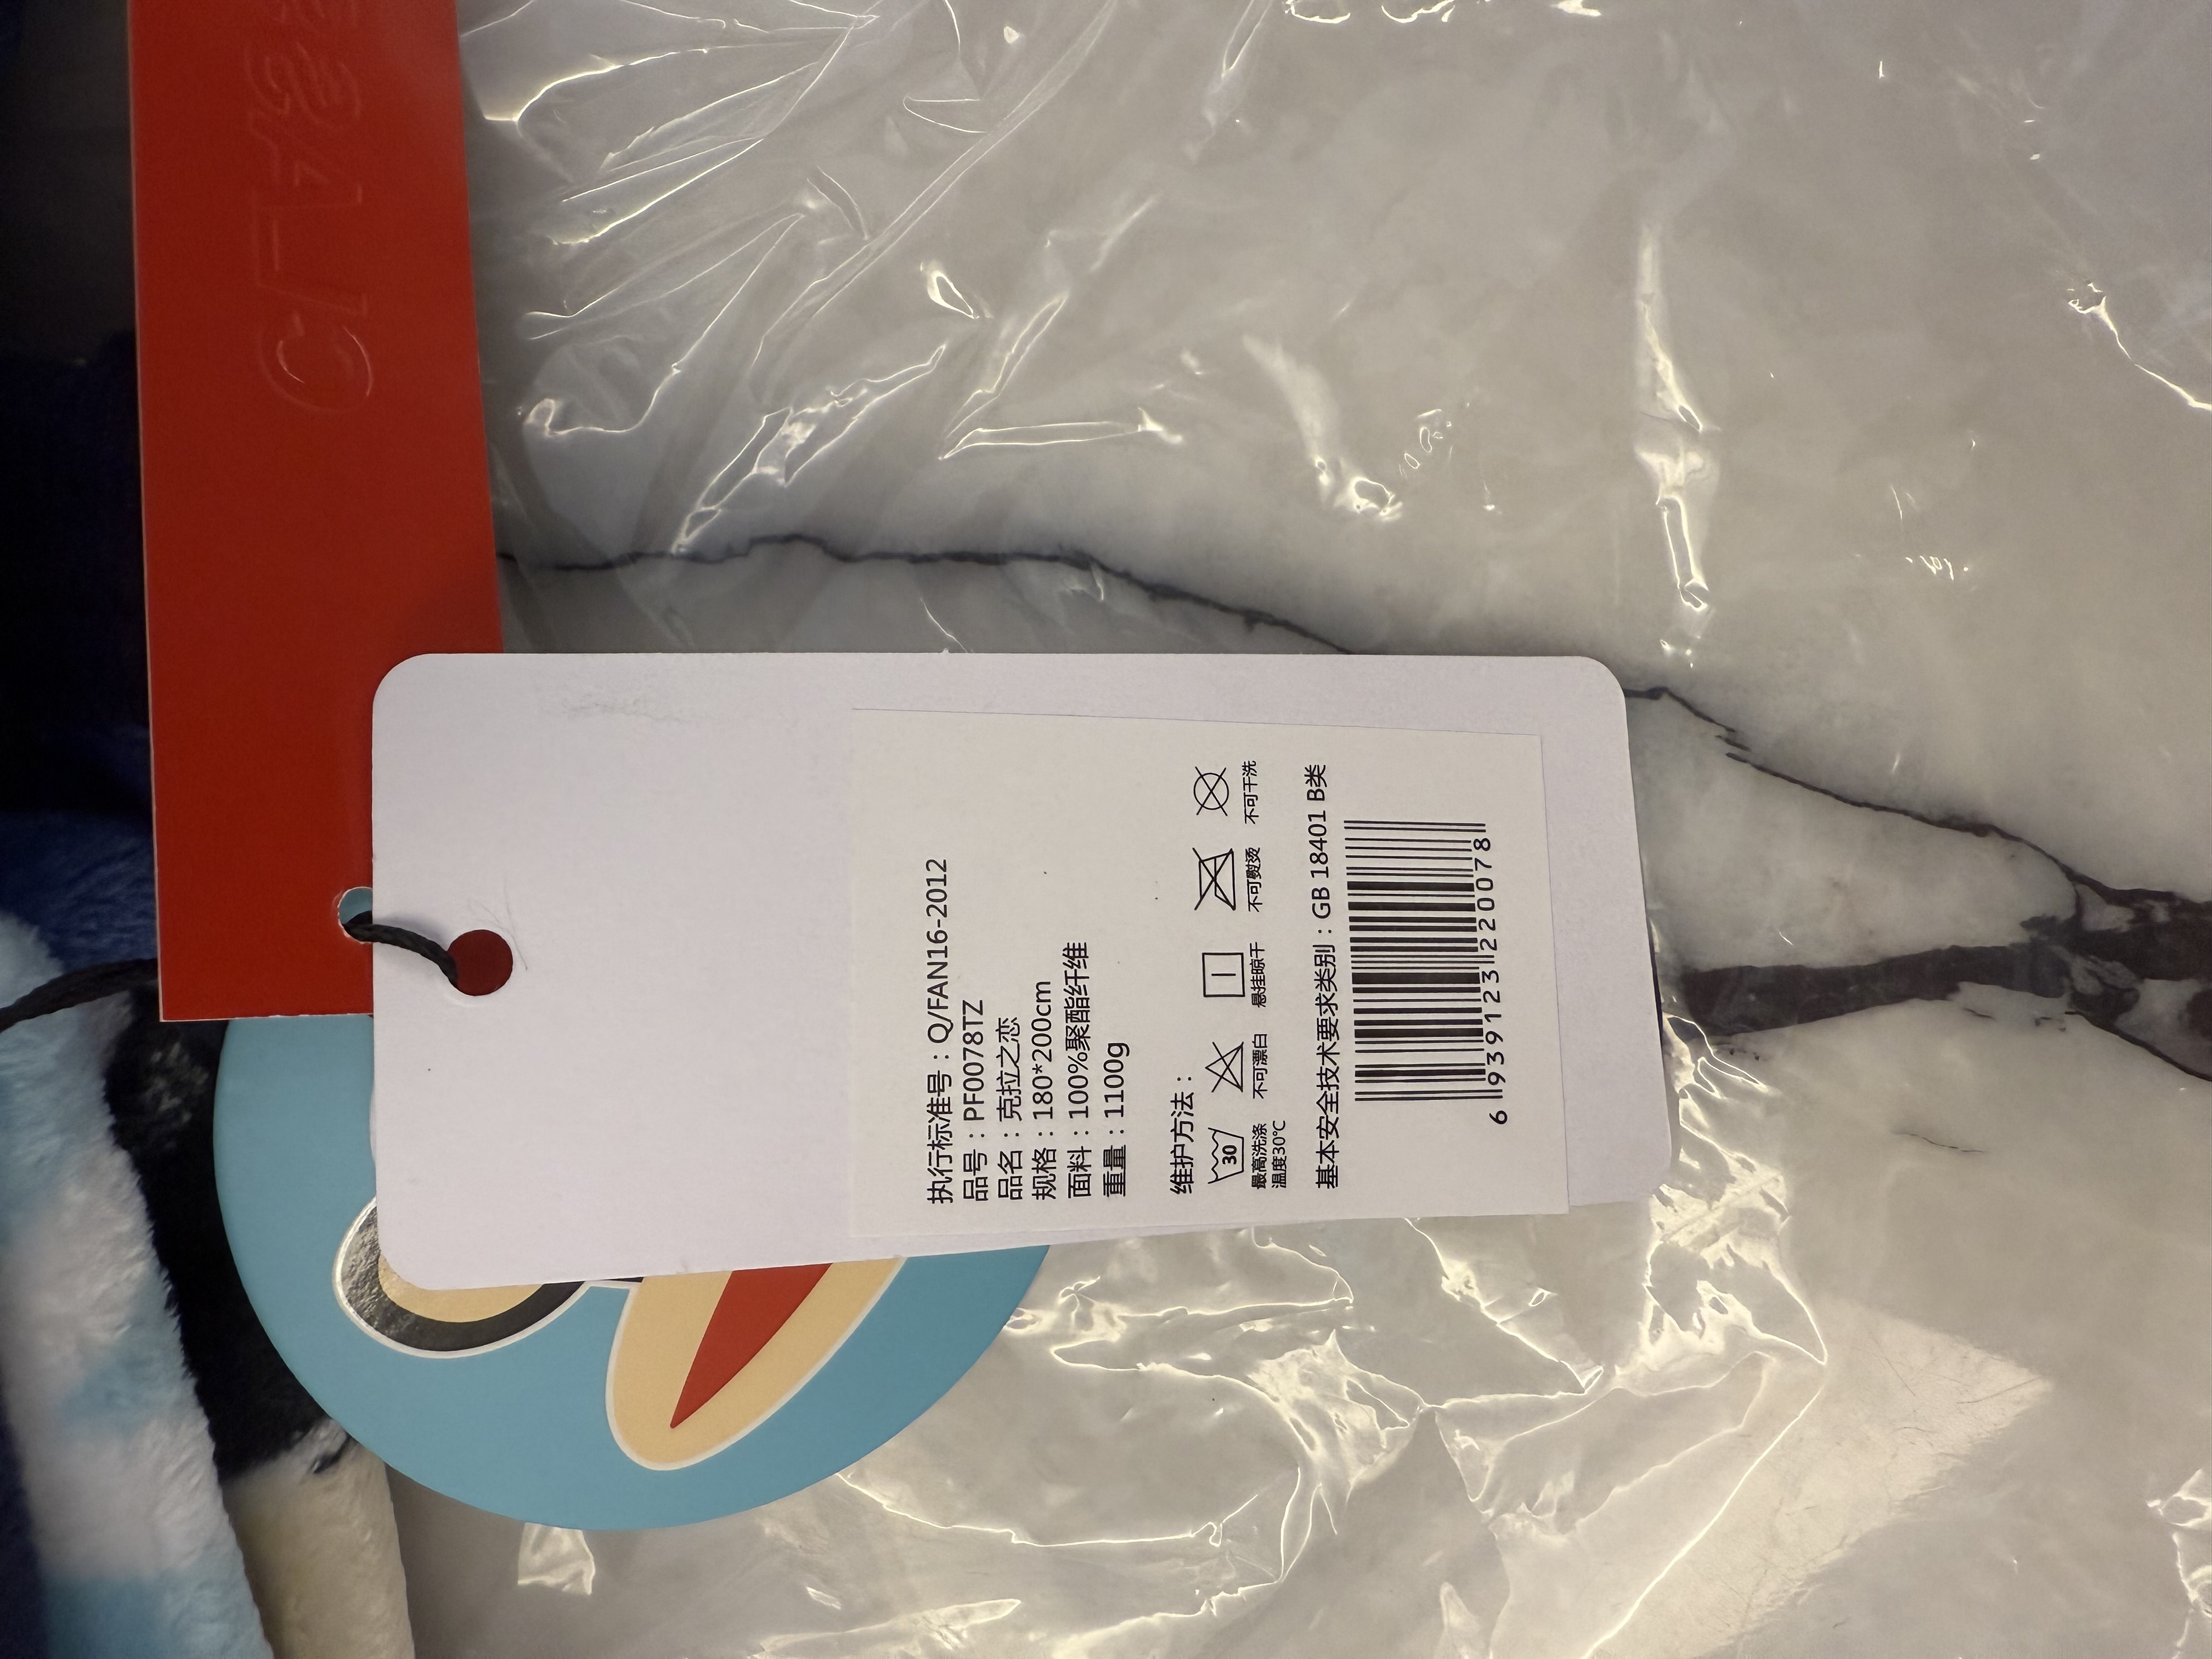 执行标准号：Q/FAN16-2012
品号：PF0078TZ
品名：克拉之恋
规格：180*200cm
面料：100%聚酯纤维
重量：1100g
维护方法：
30
最高洗涤
温度30℃
不可漂白
悬挂晾干
不可熨烫
不可干洗
基本安全技术要求类别：GB 18401 B类
6939123220078